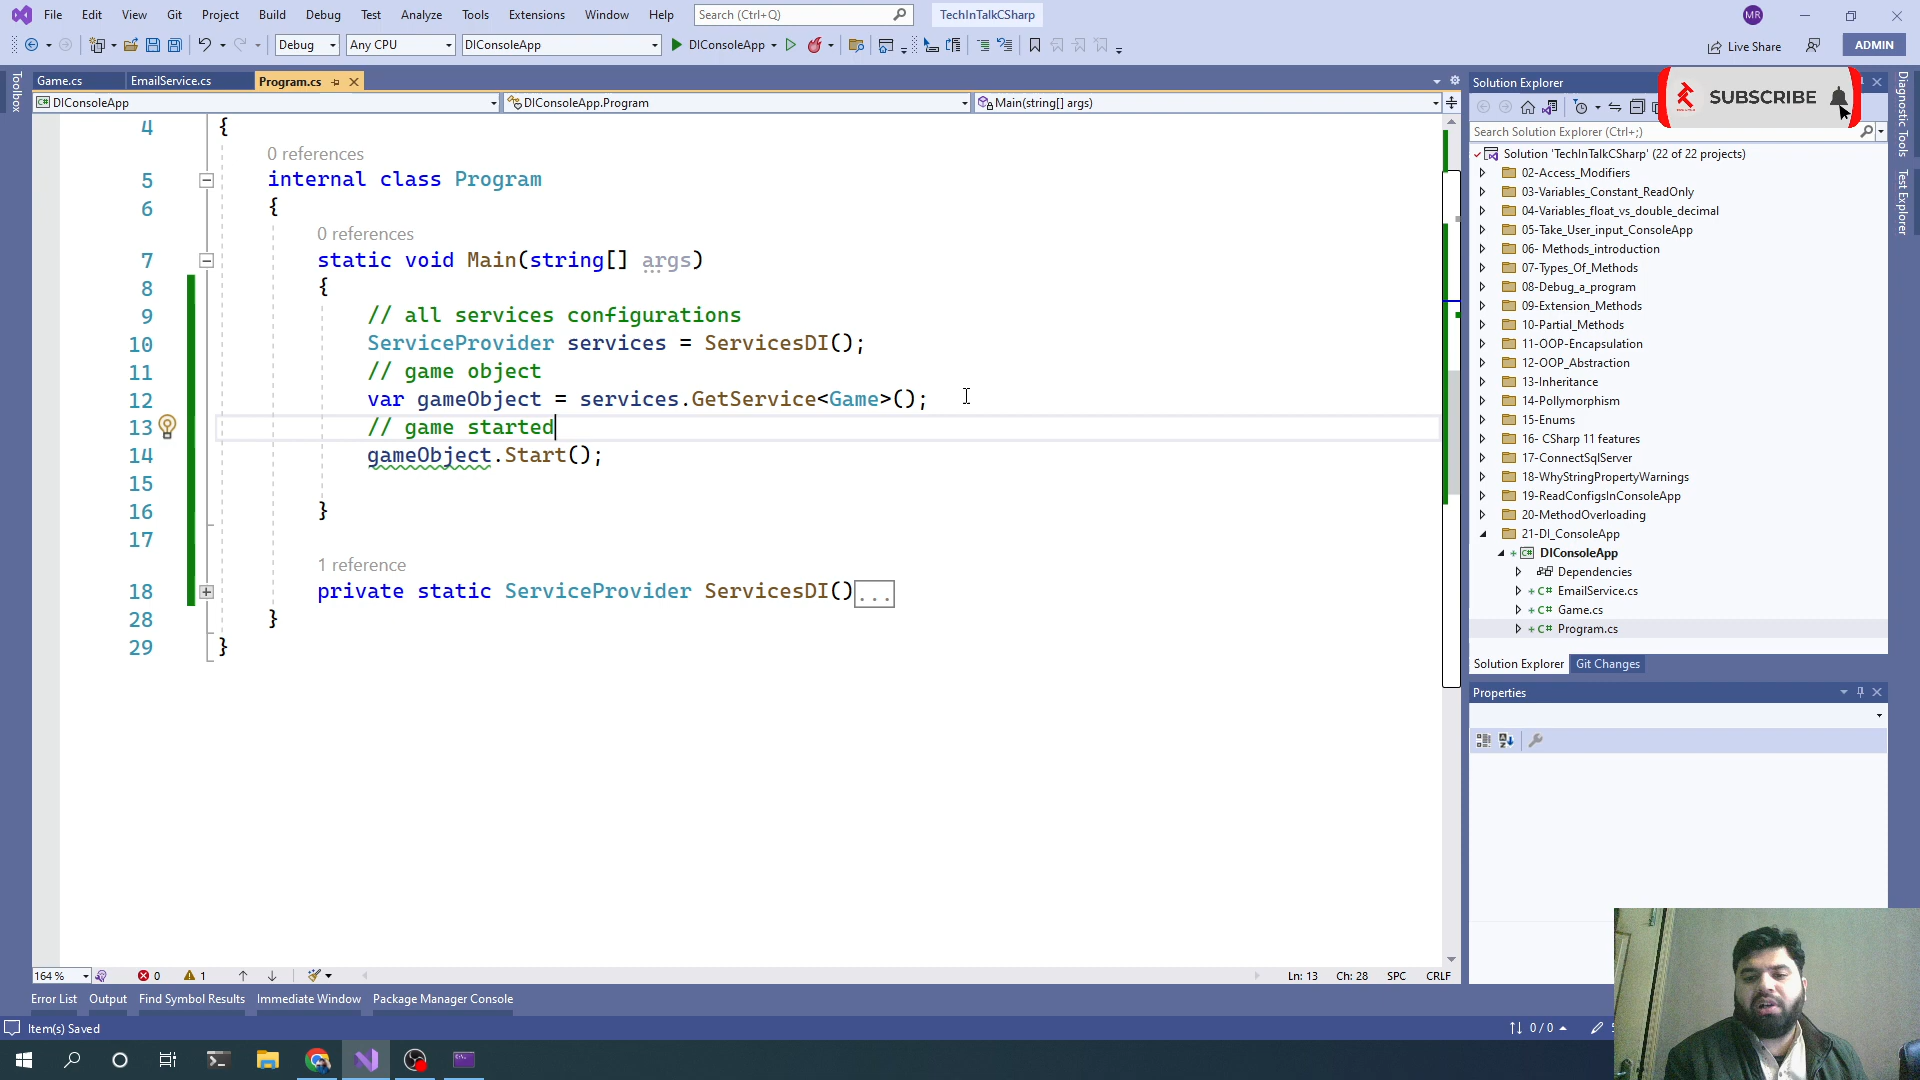 File Edit View Git Project Build Debug Test Analyze Tools Extensions Window Help Search (Ctrl+Q) TechInTalkCSharp MR
Debug Any CPU DIConsoleApp DIConsoleApp Live Share ADMIN
Toolbox
Game.cs EmailService.cs Program.cs
DIConsoleApp DIConsoleApp.Program Main(string[] args)
4 {
0 references
5 internal class Program
6 {
0 references
7 static void Main(string[] args)
8 {
9 // all services configurations
10 ServiceProvider services = ServicesDI();
11 // game object
12 var gameObject = services.GetService<Game>();
13 // game started
14 gameObject.Start();
15
16 }
17
1 reference
18 private static ServiceProvider ServicesDI()...
28 }
29 }
164 % 0 1 Ln: 13 Ch: 28 SPC CRLF
Error List Output Find Symbol Results Immediate Window Package Manager Console
Item(s) Saved 0 / 0
Solution Explorer
SUBSCRIBE
Search Solution Explorer (Ctrl+;)
Solution 'TechInTalkCSharp' (22 of 22 projects)
02-Access_Modifiers
03-Variables_Constant_ReadOnly
04-Variables_float_vs_double_decimal
05-Take_User_input_ConsoleApp
06- Methods_introduction
07-Types_Of_Methods
08-Debug_a_program
09-Extension_Methods
10-Partial_Methods
11-OOP-Encapsulation
12-OOP_Abstraction
13-Inheritance
14-Pollymorphism
15-Enums
16- CSharp 11 features
17-ConnectSqlServer
18-WhyStringPropertyWarnings
19-ReadConfigsInConsoleApp
20-MethodOverloading
21-DI_ConsoleApp
DIConsoleApp
Dependencies
C# EmailService.cs
C# Game.cs
C# Program.cs
Solution Explorer Git Changes
Properties
Diagnostic Tools
Test Explorer